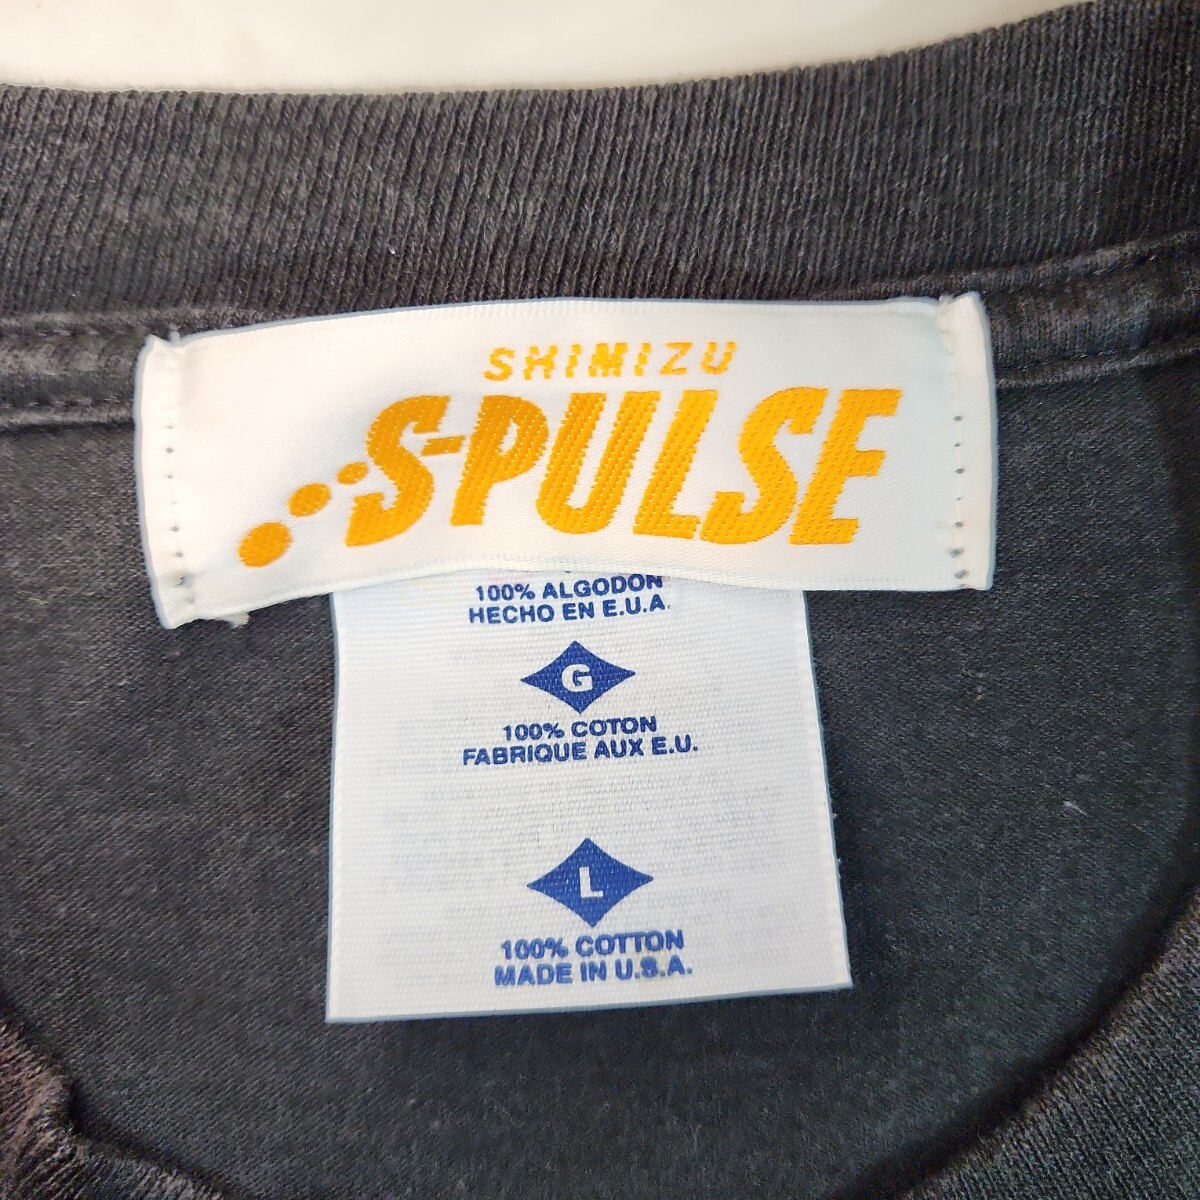 SHIMIZU
S-PULSE
100% ALGODON
HECHO EN E.U.A.
G
100% COTON
FABRIQUE AUX E.U.
L
100% COTTON
MADE IN U.S.A.